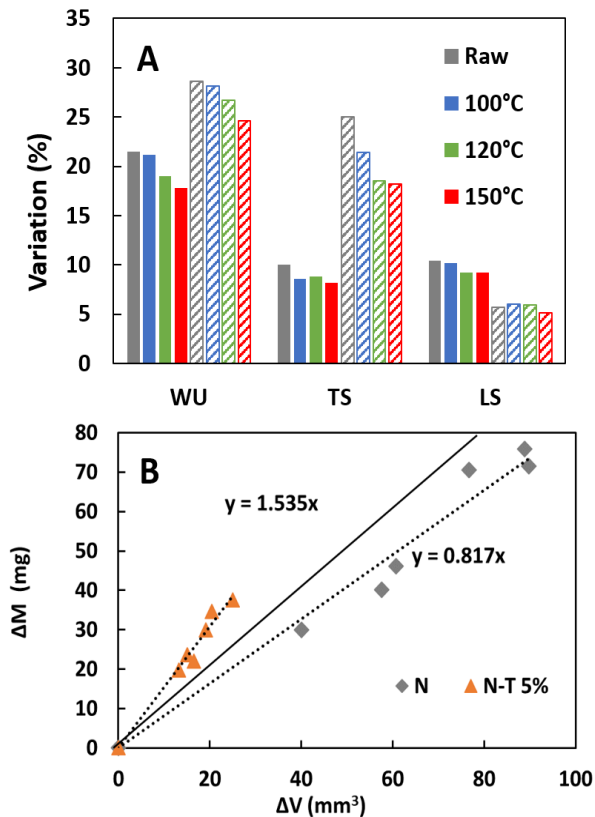 A
Variation (%)
35
30
25
20
15
10
5
0
Raw
100°C
120°C
150°C
WU TS LS
B
ΔM (mg)
80
70
60
50
40
30
20
10
0
y = 1.535x
y = 0.817x
N N-T 5%
0 20 40 60 80 100
ΔV (mm³)